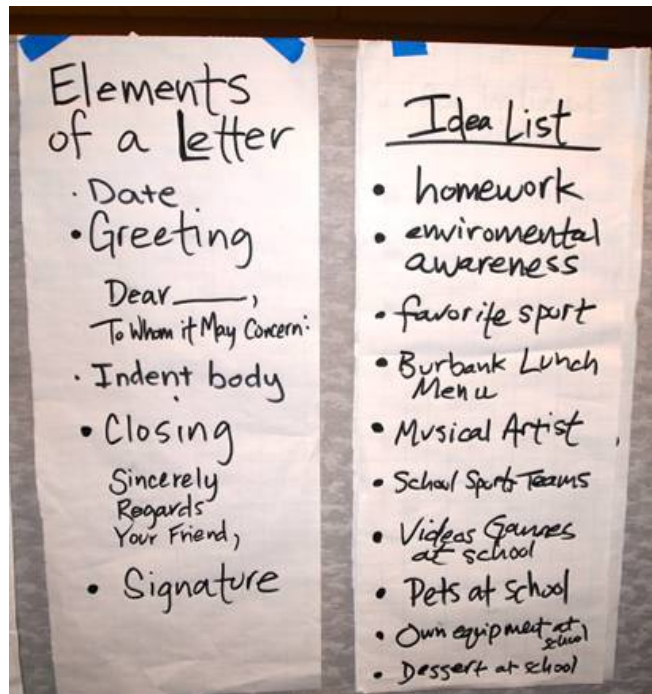 Elements
of a Letter
· Date
• Greeting
Dear _____,
To Whom it May Concern:
· Indent body
• Closing
Sincerely
Regards
Your Friend,
• Signature
Idea List
• homework
• enviromental
awareness
• favorite sport
• Burbank Lunch
Menu
• Musical Artist
• School Sports Teams
• Videos Games
at school
• Pets at school
• Own equipment at
school
• Dessert at school